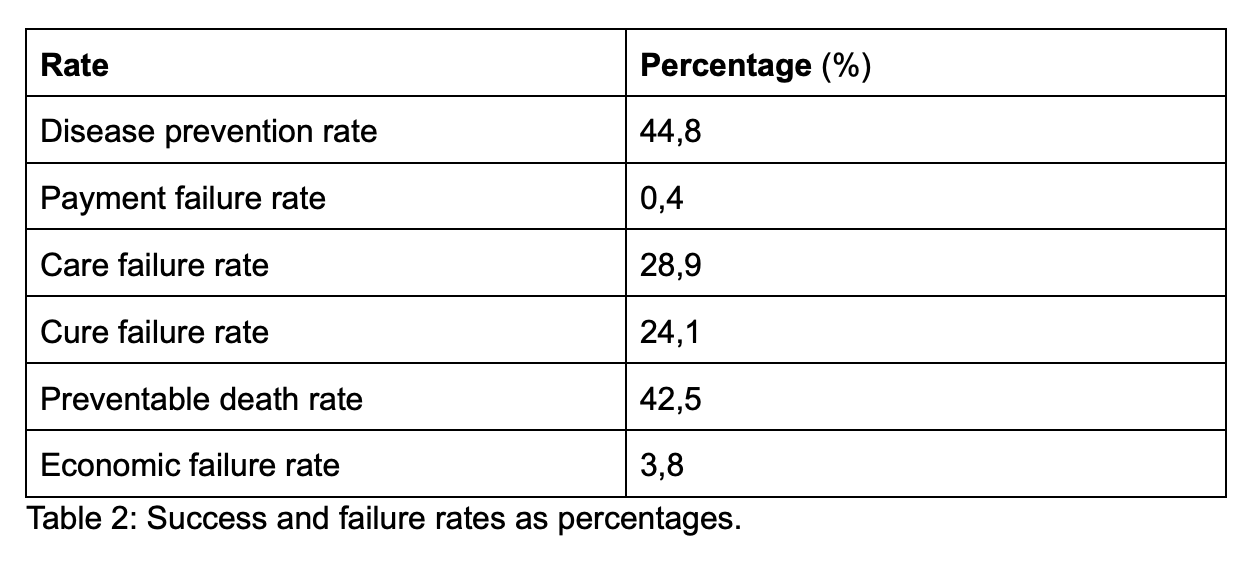 Rate Percentage (%)
Disease prevention rate 44,8
Payment failure rate 0,4
Care failure rate 28,9
Cure failure rate 24,1
Preventable death rate 42,5
Economic failure rate 3,8
Table 2: Success and failure rates as percentages.